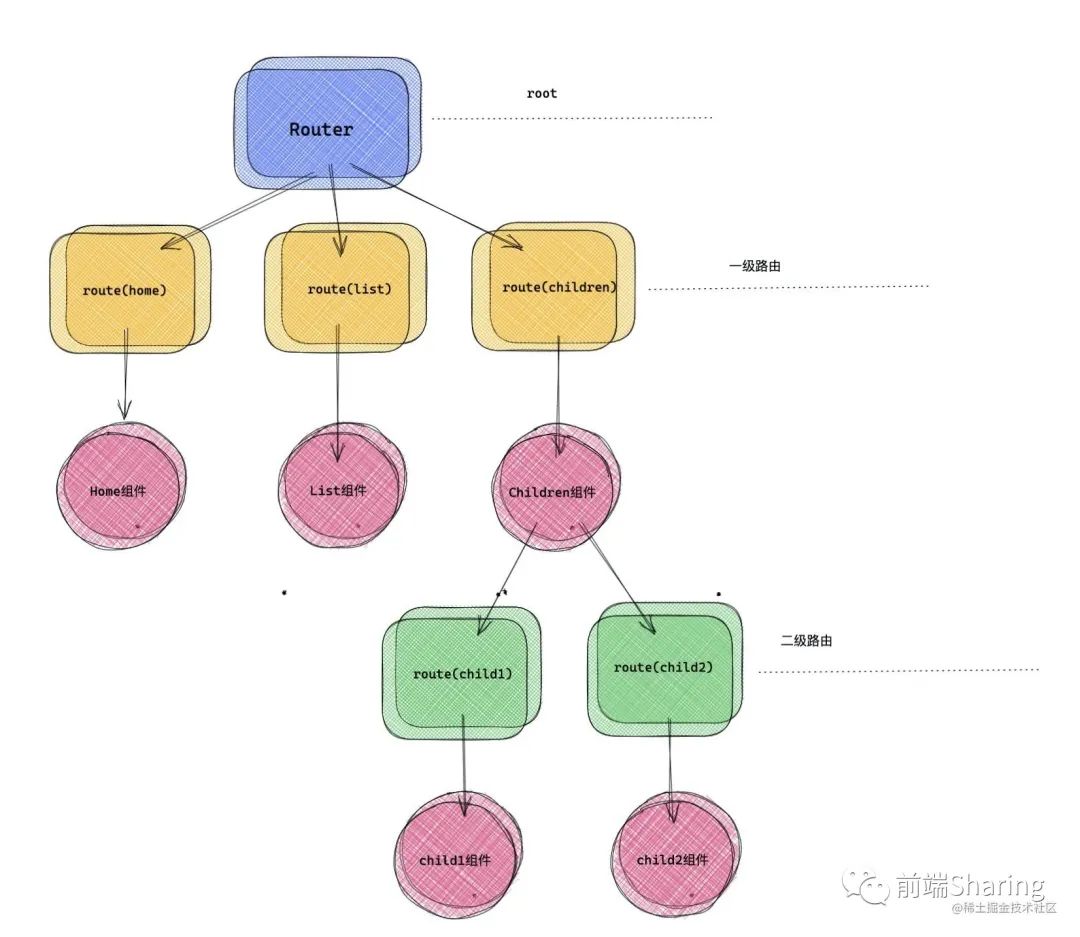 root
Router
一级路由
route(home)
route(list)
route(children)
Home组件
List组件
Children组件
二级路由
route(child1)
route(child2)
child1组件
child2组件
前端Sharing
@稀土掘金技术社区